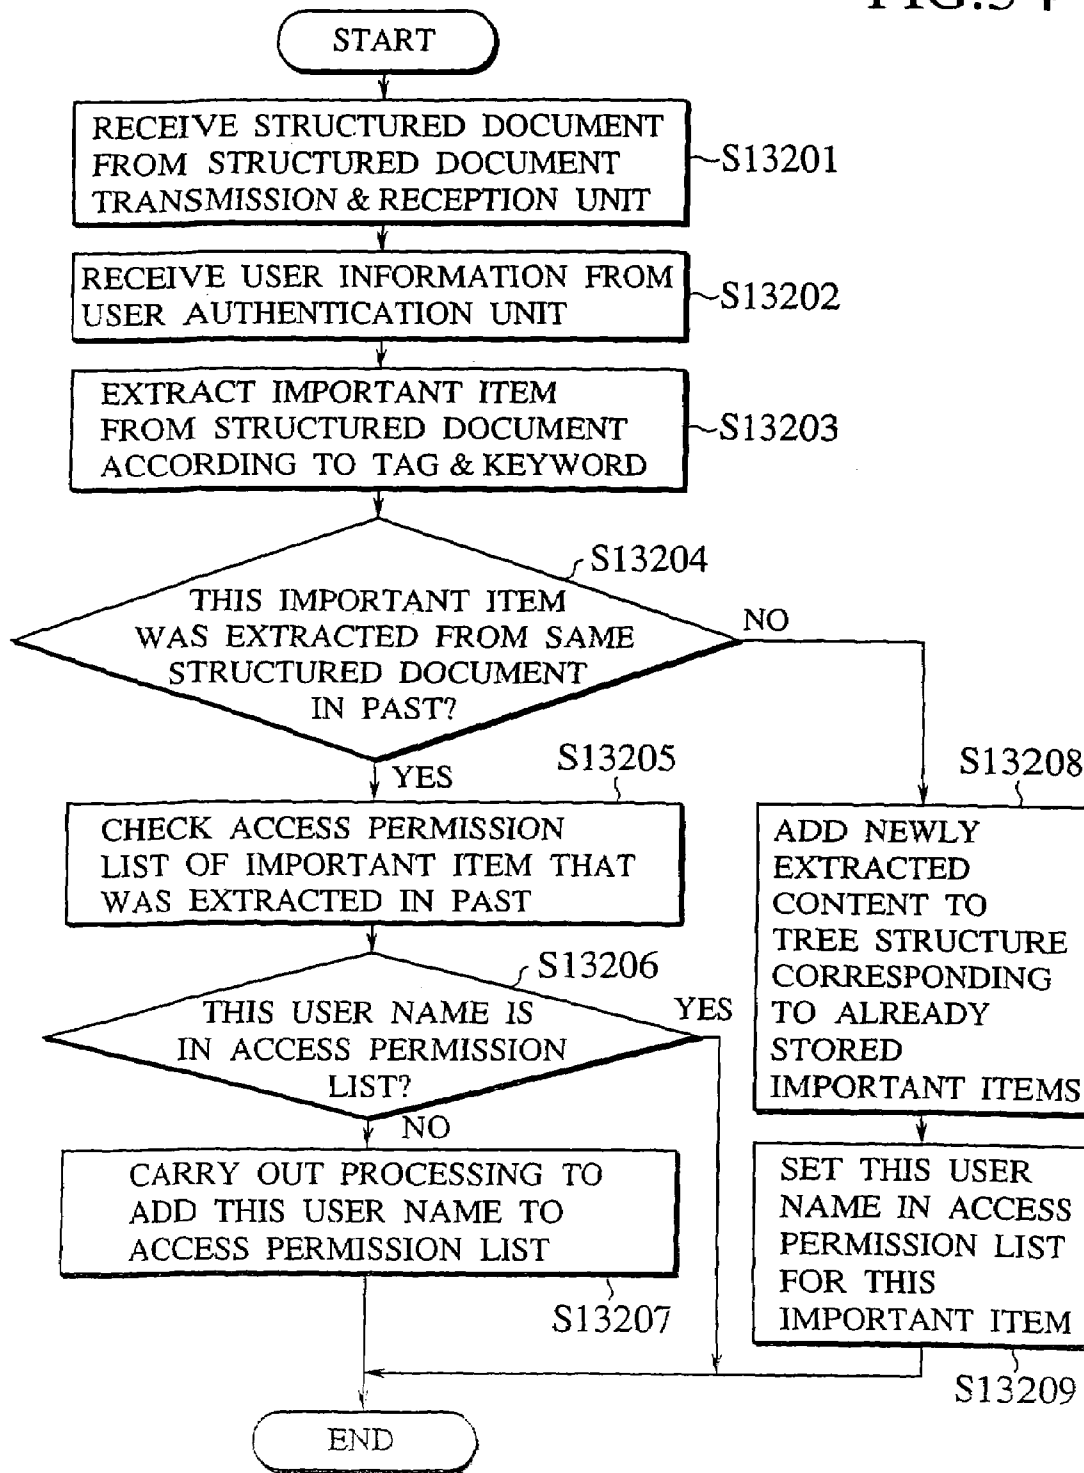 START
RECEIVE STRUCTURED DOCUMENT
FROM STRUCTURED DOCUMENT
TRANSMISSION & RECEPTION UNIT
S13201
RECEIVE USER INFORMATION FROM
USER AUTHENTICATION UNIT
S13202
EXTRACT IMPORTANT ITEM
FROM STRUCTURED DOCUMENT
ACCORDING TO TAG & KEYWORD
S13203
S13204
THIS IMPORTANT ITEM
WAS EXTRACTED FROM SAME
STRUCTURED DOCUMENT
IN PAST?
NO
YES
S13205
CHECK ACCESS PERMISSION
LIST OF IMPORTANT ITEM THAT
WAS EXTRACTED IN PAST
S13206
THIS USER NAME IS
IN ACCESS PERMISSION
LIST?
YES
NO
CARRY OUT PROCESSING TO
ADD THIS USER NAME TO
ACCESS PERMISSION LIST
S13207
S13208
ADD NEWLY
EXTRACTED
CONTENT TO
TREE STRUCTURE
CORRESPONDING
TO ALREADY
STORED
IMPORTANT ITEMS
SET THIS USER
NAME IN ACCESS
PERMISSION LIST
FOR THIS
IMPORTANT ITEM
S13209
END